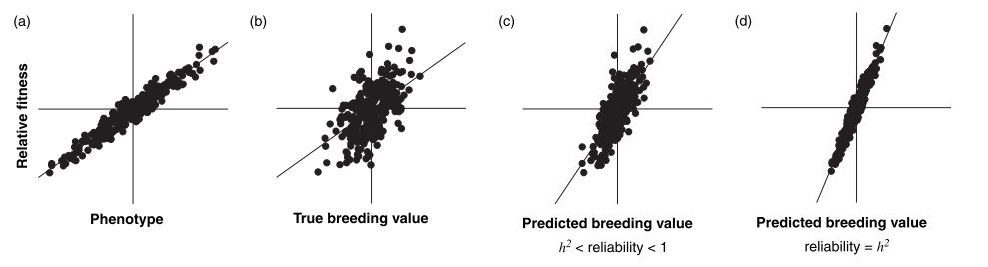 (a)
(b)
(c)
(d)
Relative fitness
Phenotype
True breeding value
Predicted breeding value
h² < reliability < 1
Predicted breeding value
reliability = h²